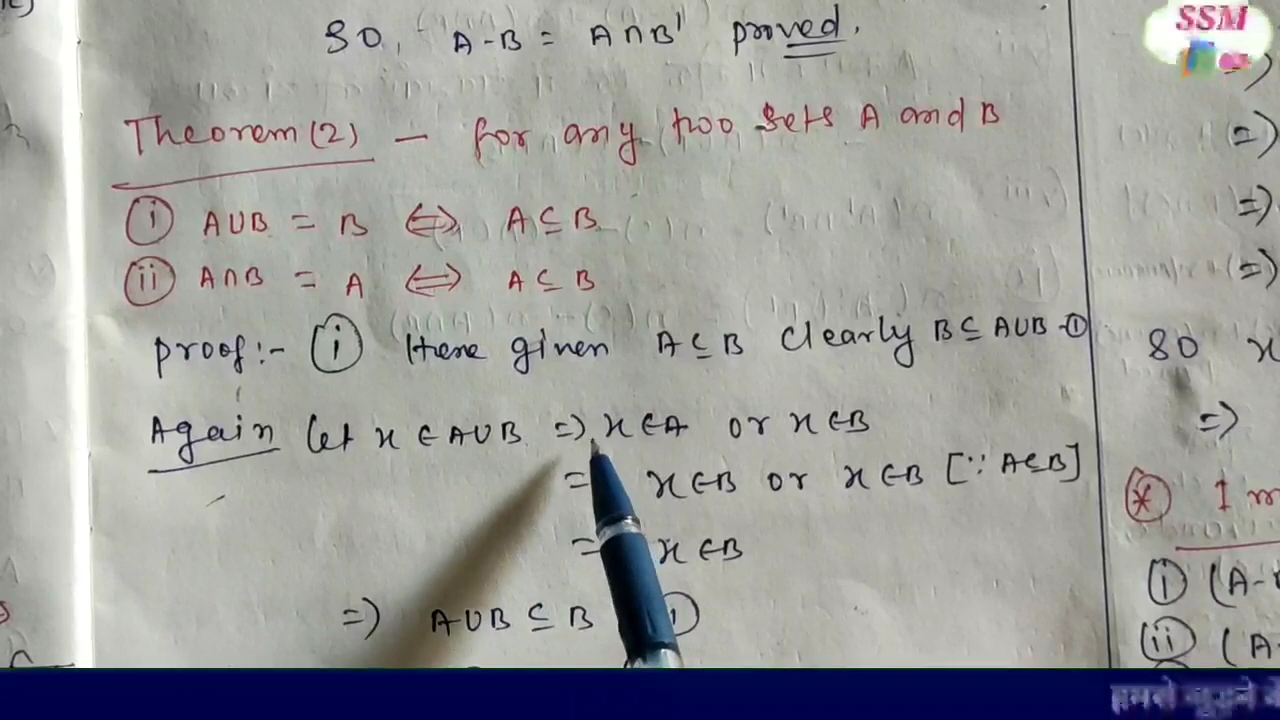 SO, A-B = A∩B' proved.
Theorem (2) - for any two sets A and B
(i) A∪B = B ⇔ A⊆B
(ii) A∩B = A ⇔ A⊆B
proof:- (i) Here given A⊆B clearly B⊆A∪B -①
Again let x∈A∪B => x∈A or x∈B
= x∈B or x∈B [∵ A⊆B]
= x∈B
=) A∪B⊆B
SSM
=)
=)
=)
=)
SO x
=)
(*) I
(i) (A-
(ii) (A
हमसे जुड़ने के